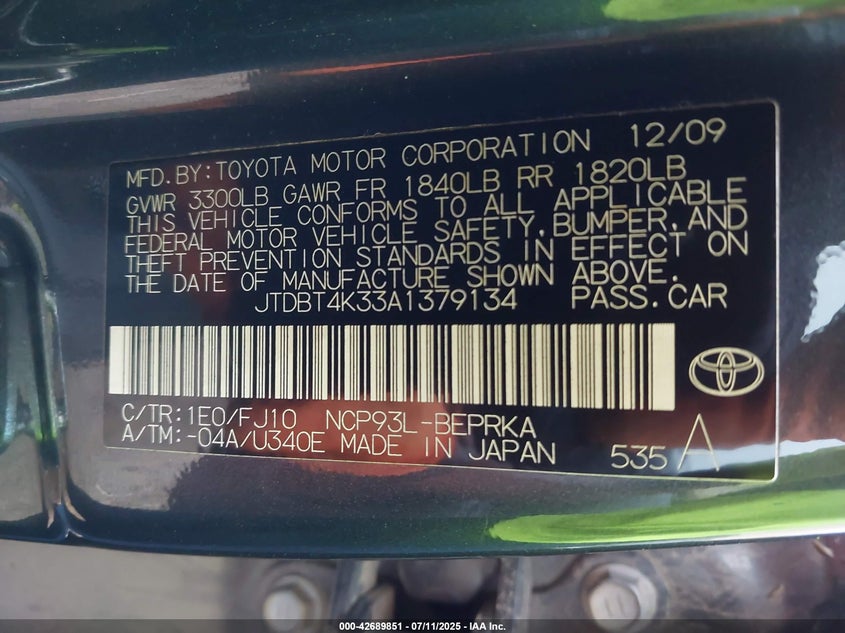 MFD.BY:TOYOTA MOTOR CORPORATION 12/09
GVWR 3300LB GAWR FR 1840LB RR 1820LB
THIS VEHICLE CONFORMS TO ALL APPLICABLE
FEDERAL MOTOR VEHICLE SAFETY,BUMPER,AND
THEFT PREVENTION STANDARDS IN EFFECT ON
THE DATE OF MANUFACTURE SHOWN ABOVE.
JTDBT4K33A1379134 PASS.CAR
C/TR:1E0/FJ10 NCP93L-BEPRKA
A/TM:-04A/U340E MADE IN JAPAN 535 A
000-42689851 - 07/11/2025 - IAA Inc.